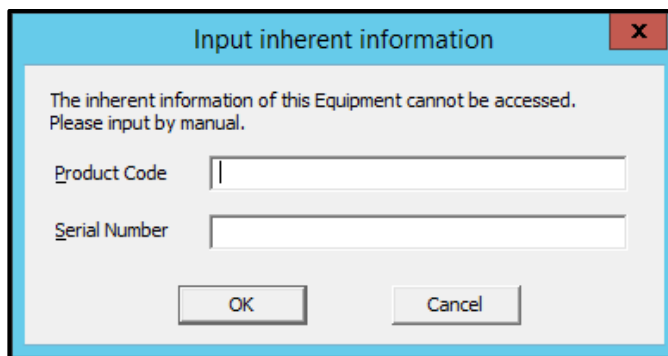 Input inherent information
x
The inherent information of this Equipment cannot be accessed.
Please input by manual.
Product Code
Serial Number
OK
Cancel